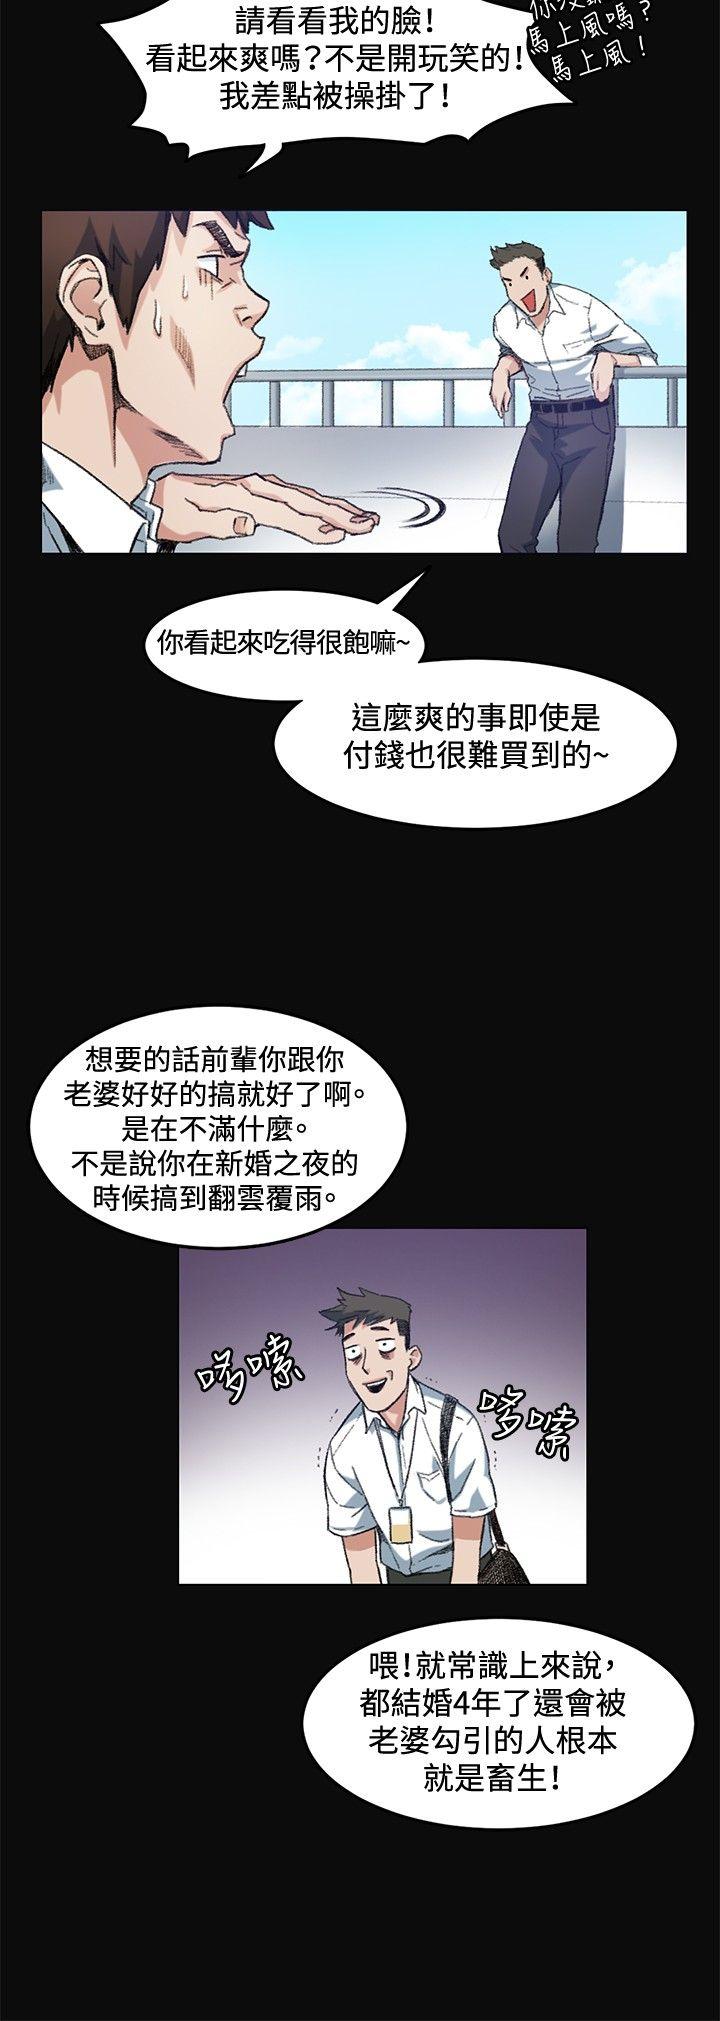 請看看我的臉！
看起來爽嗎？不是開玩笑的！
我差點被操掛了！
馬上風嗎？
馬上風！
你看起來吃得很飽嘛~
這麼爽的事即使是
付錢也很難買到的~
想要的話前輩你跟你
老婆好好的搞就好了啊。
是在不滿什麼。
不是說你在新婚之夜的
時候搞到翻雲覆雨。
哆嗦
哆嗦
喂！就常識上來說，
都結婚4年了還會被
老婆勾引的人根本
就是畜生！